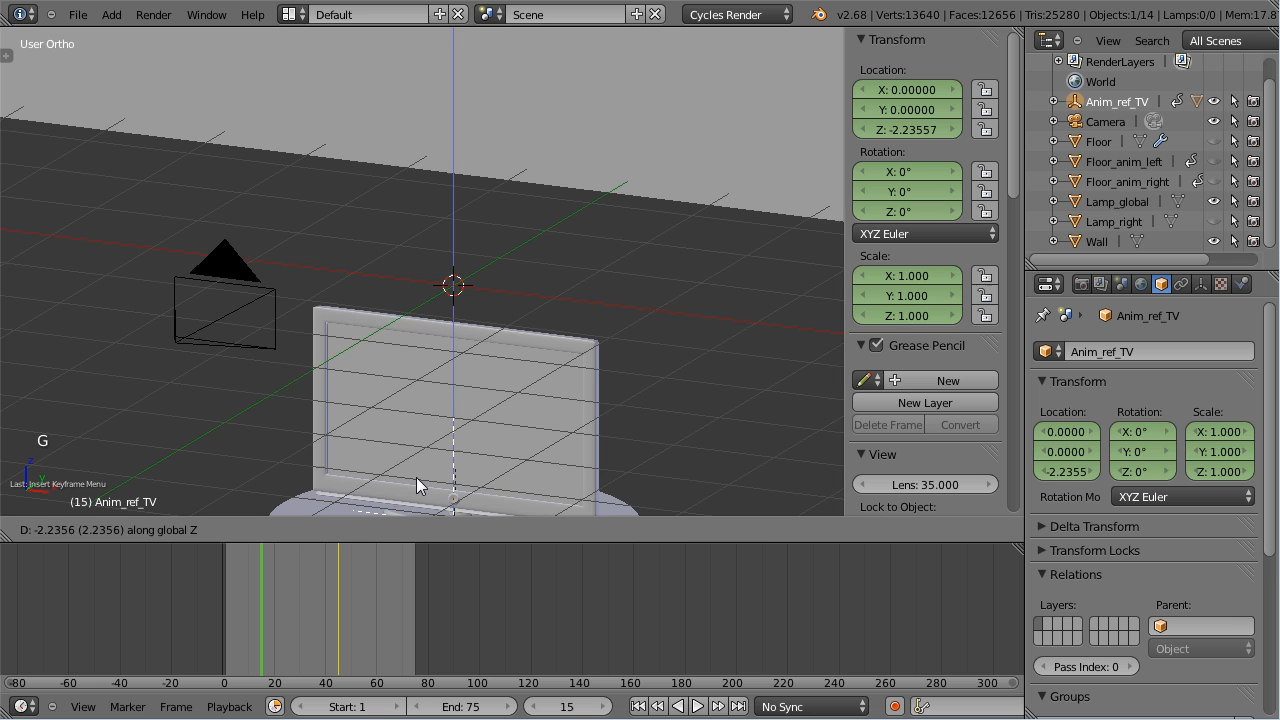 File Add Render Window Help Default Scene Cycles Render v2.68 | Verts:13640 | Faces:12656 | Tris:25280 | Objects:1/14 | Lamps:0/0 | Mem:17.8
User Ortho
Transform
Location:
X: 0.00000
Y: 0.00000
Z: -2.23557
Rotation:
X: 0°
Y: 0°
Z: 0°
XYZ Euler
Scale:
X: 1.000
Y: 1.000
Z: 1.000
Grease Pencil
New
New Layer
Delete Frame Convert
View
Lens: 35.000
Lock to Object:
View Search All Scenes
RenderLayers
World
Anim_ref_TV
Camera
Floor
Floor_anim_left
Floor_anim_right
Lamp_global
Lamp_right
Wall
Anim_ref_TV
Anim_ref_TV
Transform
Location: Rotation: Scale:
0.0000 X: 0° X: 1.000
0.0000 Y: 0° Y: 1.000
-2.2355 Z: 0° Z: 1.000
Rotation Mo XYZ Euler
Delta Transform
Transform Locks
Relations
Layers: Parent:
Object
Pass Index: 0
Groups
G
z
y
Last: Insert Keyframe Menu
(15) Anim_ref_TV
D: -2.2356 (2.2356) along global Z
-80 -60 -40 -20 0 20 40 60 80 100 120 140 160 180 200 220 240 260 280 300
View Marker Frame Playback Start: 1 End: 75 15 No Sync